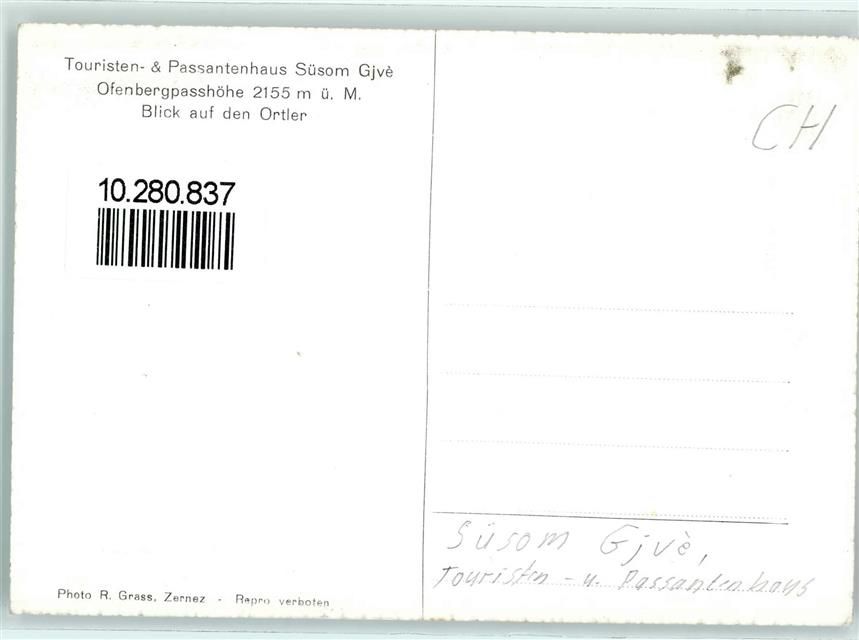 Touristen- & Passantenhaus Süsom Gjvè
Ofenbergpasshöhe 2155 m ü. M.
Blick auf den Ortler
10.280.837
Photo R. Grass, Zernez - Repro verboten
CH
Süsom Gjvè,
Touristen - u. Passantenhaus